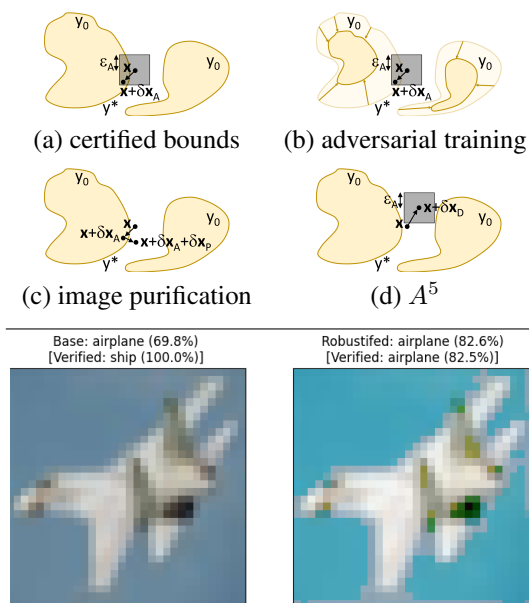 y₀
y₀
εA
x
x+δxA
y*
(a) certified bounds
y₀
y₀
εA
x
x+δxA
y*
(b) adversarial training
y₀
y₀
x
x+δxA
x+δxA+δxP
y*
(c) image purification
y₀
y₀
εA
x+δxD
x
y*
(d) A⁵
Base: airplane (69.8%)
[Verified: ship (100.0%)]
Robustifed: airplane (82.6%)
[Verified: airplane (82.5%)]